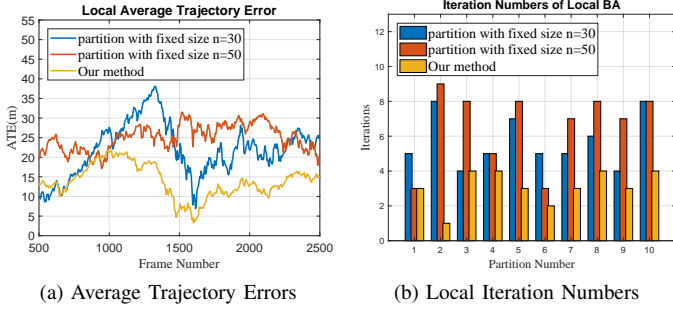 Local Average Trajectory Error
partition with fixed size n=30
partition with fixed size n=50
Our method
ATE(m)
55
50
45
40
35
30
25
20
15
10
5
0
500 1000 1500 2000 2500
Frame Number
(a) Average Trajectory Errors
Iteration Numbers of Local BA
partition with fixed size n=30
partition with fixed size n=50
Our method
Iterations
12
10
8
6
4
2
0
1 2 3 4 5 6 7 8 9 10
Partition Number
(b) Local Iteration Numbers